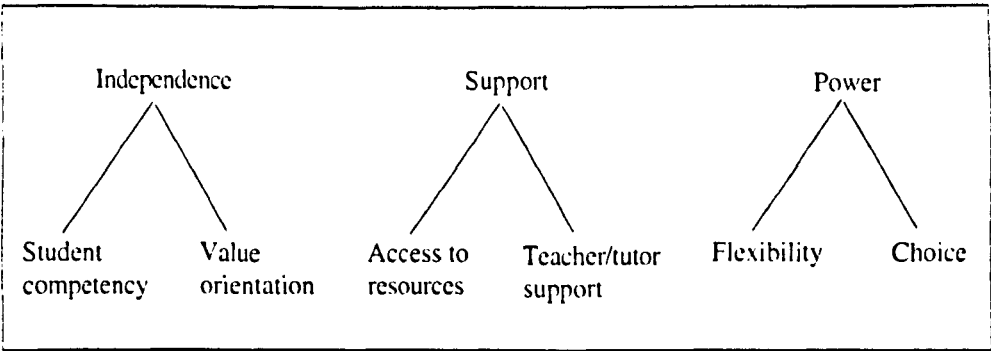 Independence
Support
Power
Student
competency
Value
orientation
Access to
resources
Teacher/tutor
support
Flexibility
Choice